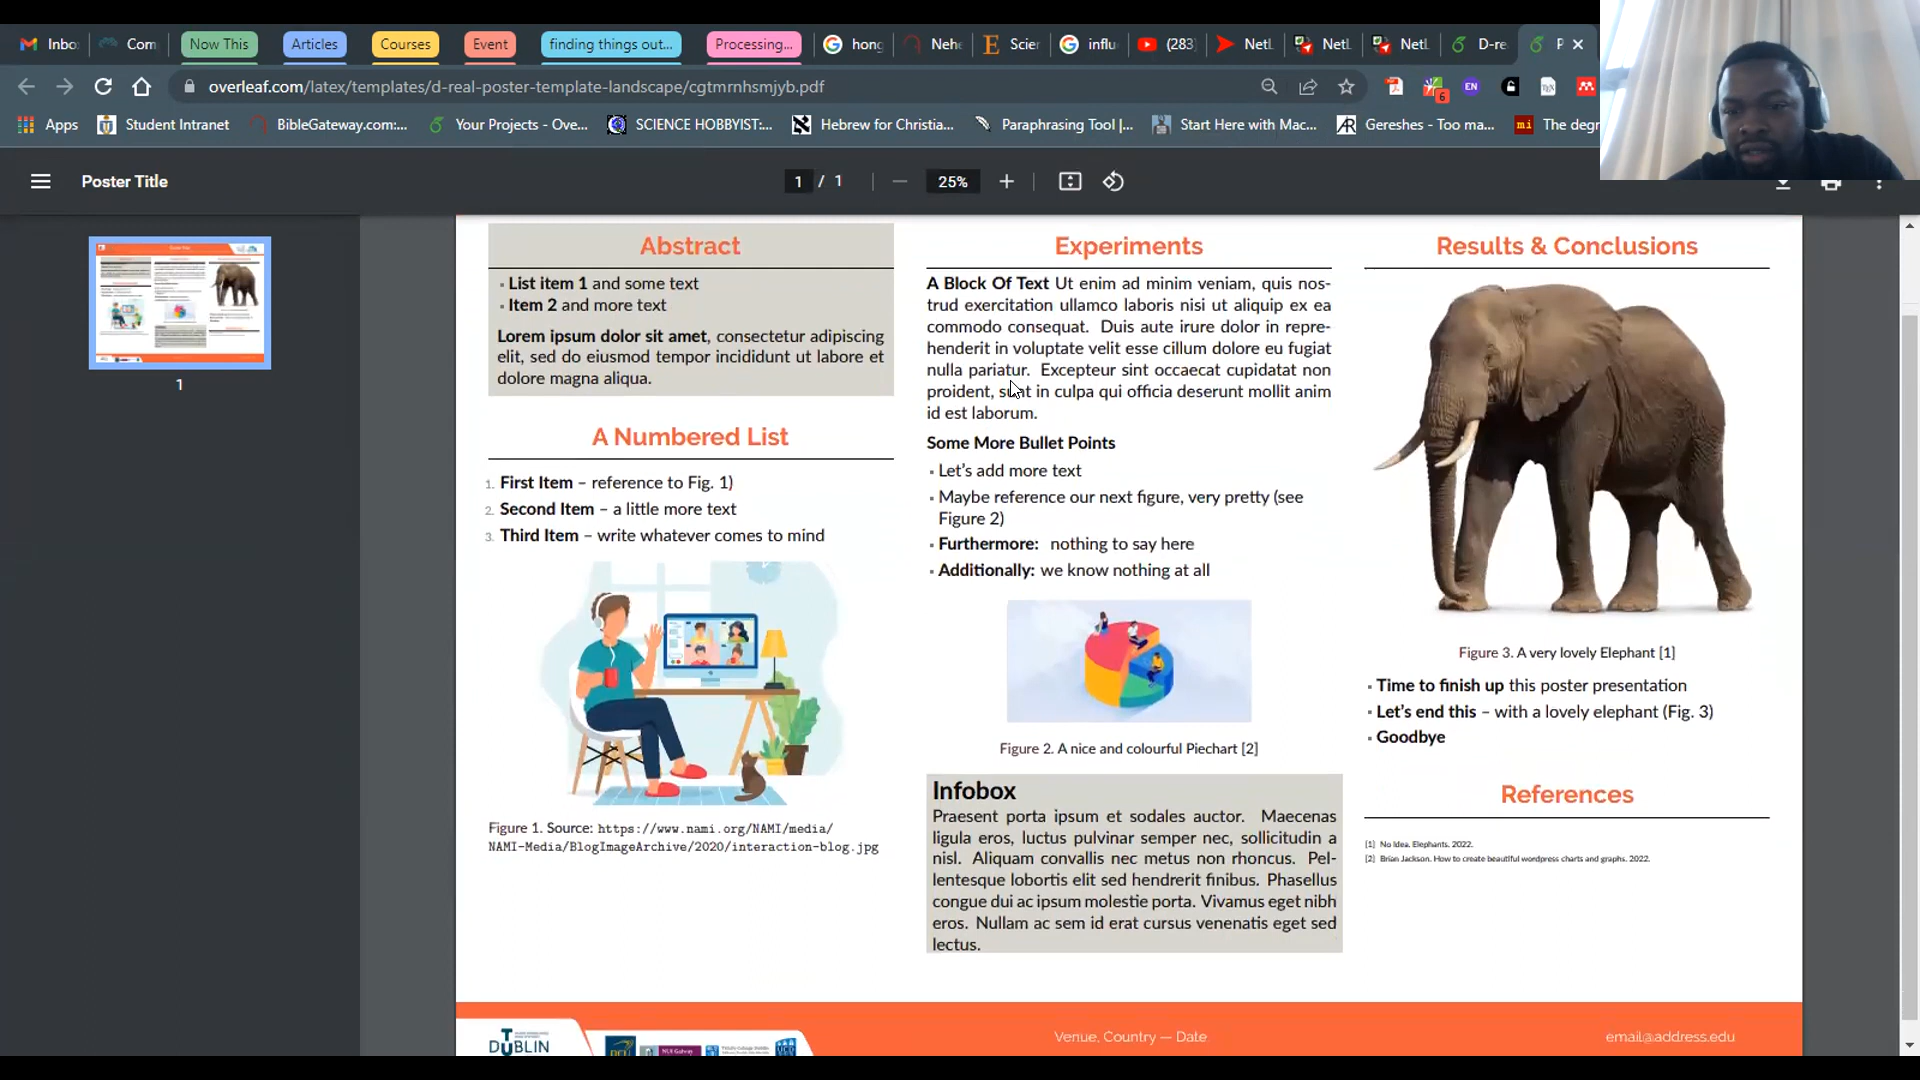 Inbo
Com
Now This
Articles
Courses
Event
finding things out...
Processing...
hong
Nehe
Scier
influ
(283)
NetL
NetL
NetL
D-re
P
overleaf.com/latex/templates/d-real-poster-template-landscape/cgtmrnhsmjyb.pdf
6
EN
Apps
Student Intranet
BibleGateway.com:...
Your Projects - Ove...
SCIENCE HOBBYIST:...
Hebrew for Christia...
Paraphrasing Tool |...
Start Here with Mac...
Gereshes - Too ma...
mi
The degr
Poster Title
1 / 1
25%
1
Abstract
List item 1 and some text
Item 2 and more text
Lorem ipsum dolor sit amet, consectetur adipiscing
elit, sed do eiusmod tempor incididunt ut labore et
dolore magna aliqua.
A Numbered List
1. First Item – reference to Fig. 1)
2. Second Item – a little more text
3. Third Item – write whatever comes to mind
Figure 1. Source: https://www.nami.org/NAMI/media/
NAMI-Media/BlogImageArchive/2020/interaction-blog.jpg
Experiments
A Block Of Text Ut enim ad minim veniam, quis nos-
trud exercitation ullamco laboris nisi ut aliquip ex ea
commodo consequat. Duis aute irure dolor in repre-
henderit in voluptate velit esse cillum dolore eu fugiat
nulla pariatur. Excepteur sint occaecat cupidatat non
proident, sunt in culpa qui officia deserunt mollit anim
id est laborum.
Some More Bullet Points
Let's add more text
Maybe reference our next figure, very pretty (see
Figure 2)
Furthermore: nothing to say here
Additionally: we know nothing at all
Figure 2. A nice and colourful Piechart [2]
Infobox
Praesent porta ipsum et sodales auctor. Maecenas
ligula eros, luctus pulvinar semper nec, sollicitudin a
nisl. Aliquam convallis nec metus non rhoncus. Pel-
lentesque lobortis elit sed hendrerit finibus. Phasellus
congue dui ac ipsum molestie porta. Vivamus eget nibh
eros. Nullam ac sem id erat cursus venenatis eget sed
lectus.
Results & Conclusions
Figure 3. A very lovely Elephant [1]
Time to finish up this poster presentation
Let's end this – with a lovely elephant (Fig. 3)
Goodbye
References
[1] No Idea. Elephants. 2022.
[2] Brian Jackson. How to create beautiful wordpress charts and graphs. 2022.
DUBLIN
NUI Galway
Venue, Country — Date
email@address.edu